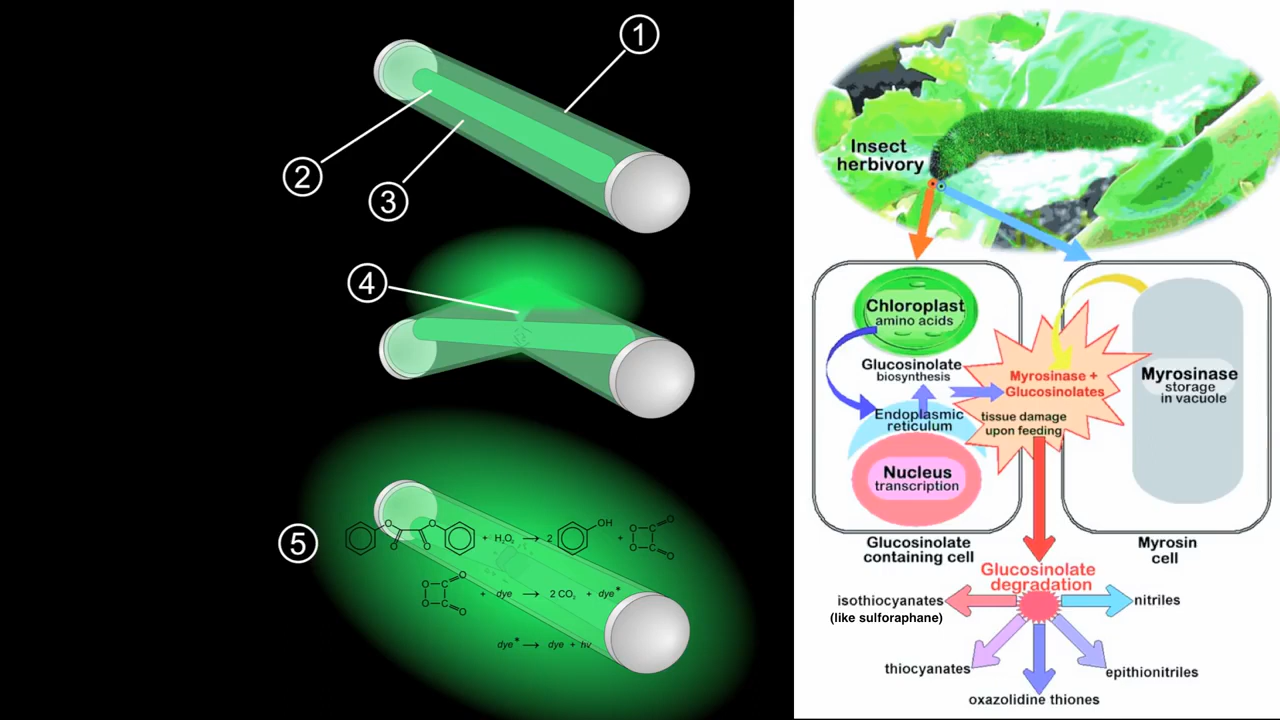 1
2
3
4
5
O O O O + H₂O₂ → 2 OH + O C O O C O
O C O O C O + dye → 2 CO₂ + dye*
dye* → dye + hν
Insect
herbivory
Chloroplast
amino acids
Glucosinolate
biosynthesis
Endoplasmic
reticulum
Nucleus
transcription
Myrosinase +
Glucosinolates
tissue damage
upon feeding
Myrosinase
storage
in vacuole
Glucosinolate
containing cell
Myrosin
cell
Glucosinolate
degradation
isothiocyanates
(like sulforaphane)
nitriles
thiocyanates
epithionitriles
oxazolidine thiones